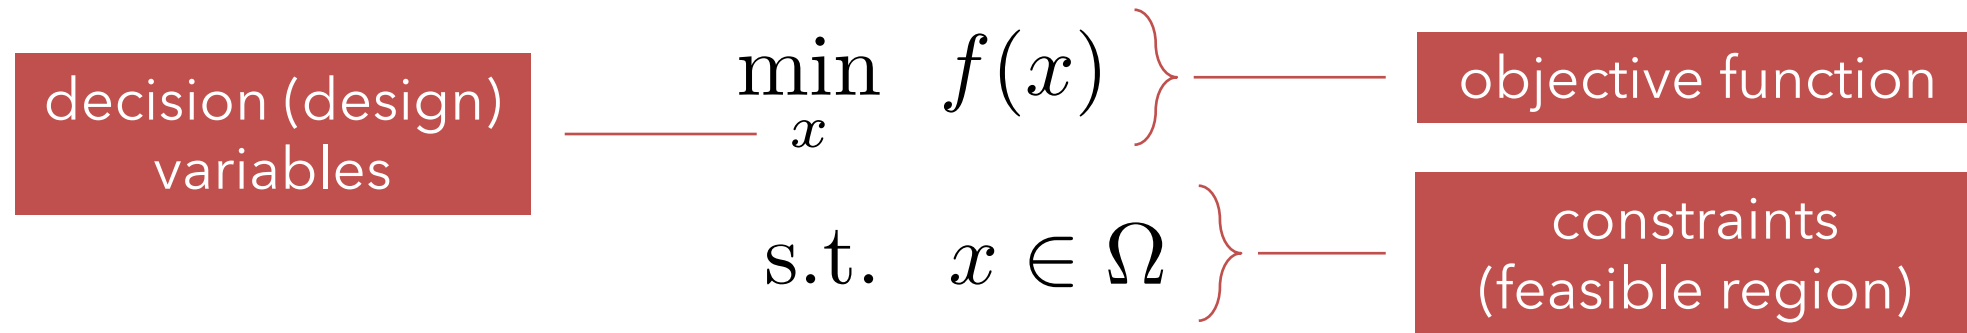 decision (design)
variables
min f(x)
x
s.t. x ∈ Ω
objective function
constraints
(feasible region)